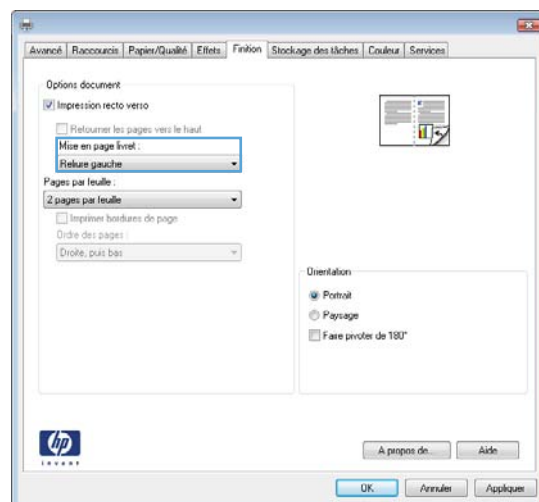 Avancé Raccourcis Papier/Qualité Effets Finition Stockage des tâches Couleur Services
Options document
Impression recto verso
Retourner les pages vers le haut
Mise en page livret :
Reliure gauche
Pages par feuille :
2 pages par feuille
Imprimer bordures de page
Ordre des pages :
Droite, puis bas
Orientation
Portrait
Paysage
Faire pivoter de 180°
hp
invent
A propos de... Aide
OK Annuler Appliquer